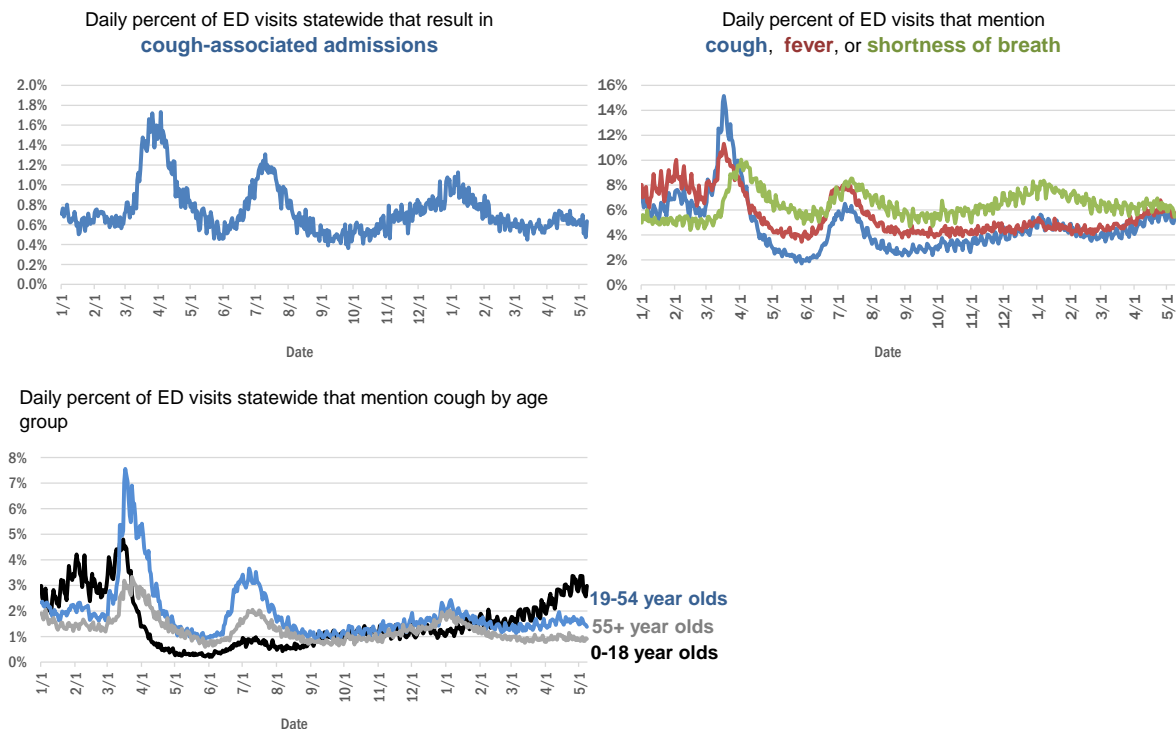 Daily percent of ED visits statewide that result in
cough-associated admissions
2.0%
1.8%
1.6%
1.4%
1.2%
1.0%
0.8%
0.6%
0.4%
0.2%
0.0%
1/1 2/1 3/1 4/1 5/1 6/1 7/1 8/1 9/1 10/1 11/1 12/1 1/1 2/1 3/1 4/1 5/1
Date
Daily percent of ED visits that mention
cough, fever, or shortness of breath
16%
14%
12%
10%
8%
6%
4%
2%
0%
1/1 2/1 3/1 4/1 5/1 6/1 7/1 8/1 9/1 10/1 11/1 12/1 1/1 2/1 3/1 4/1 5/1
Date
Daily percent of ED visits statewide that mention cough by age
group
8%
7%
6%
5%
4%
3%
2%
1%
0%
19-54 year olds
55+ year olds
0-18 year olds
1/1 2/1 3/1 4/1 5/1 6/1 7/1 8/1 9/1 10/1 11/1 12/1 1/1 2/1 3/1 4/1 5/1
Date